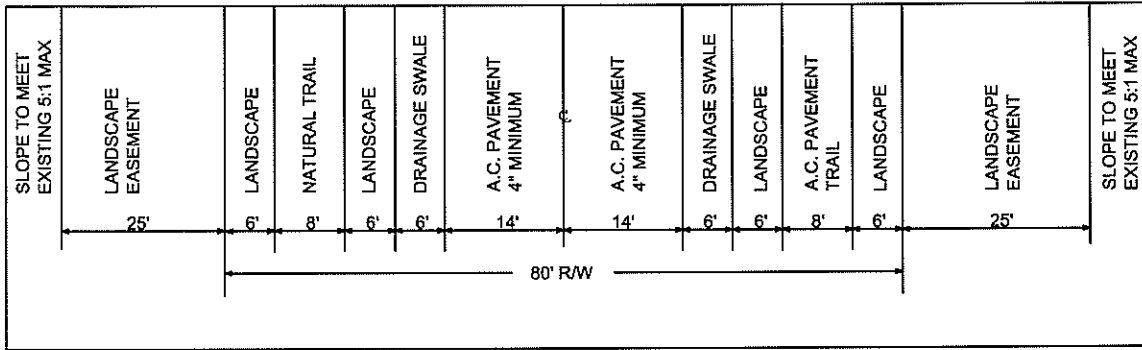 SLOPE TO MEET
EXISTING 5:1 MAX
LANDSCAPE
EASEMENT
LANDSCAPE
NATURAL TRAIL
LANDSCAPE
DRAINAGE SWALE
A.C. PAVEMENT
4" MINIMUM
℄
A.C. PAVEMENT
4" MINIMUM
DRAINAGE SWALE
LANDSCAPE
A.C. PAVEMENT
TRAIL
LANDSCAPE
LANDSCAPE
EASEMENT
SLOPE TO MEET
EXISTING 5:1 MAX
25' 6' 8' 6' 6' 14' 14' 6' 6' 8' 6' 25'
80' R/W